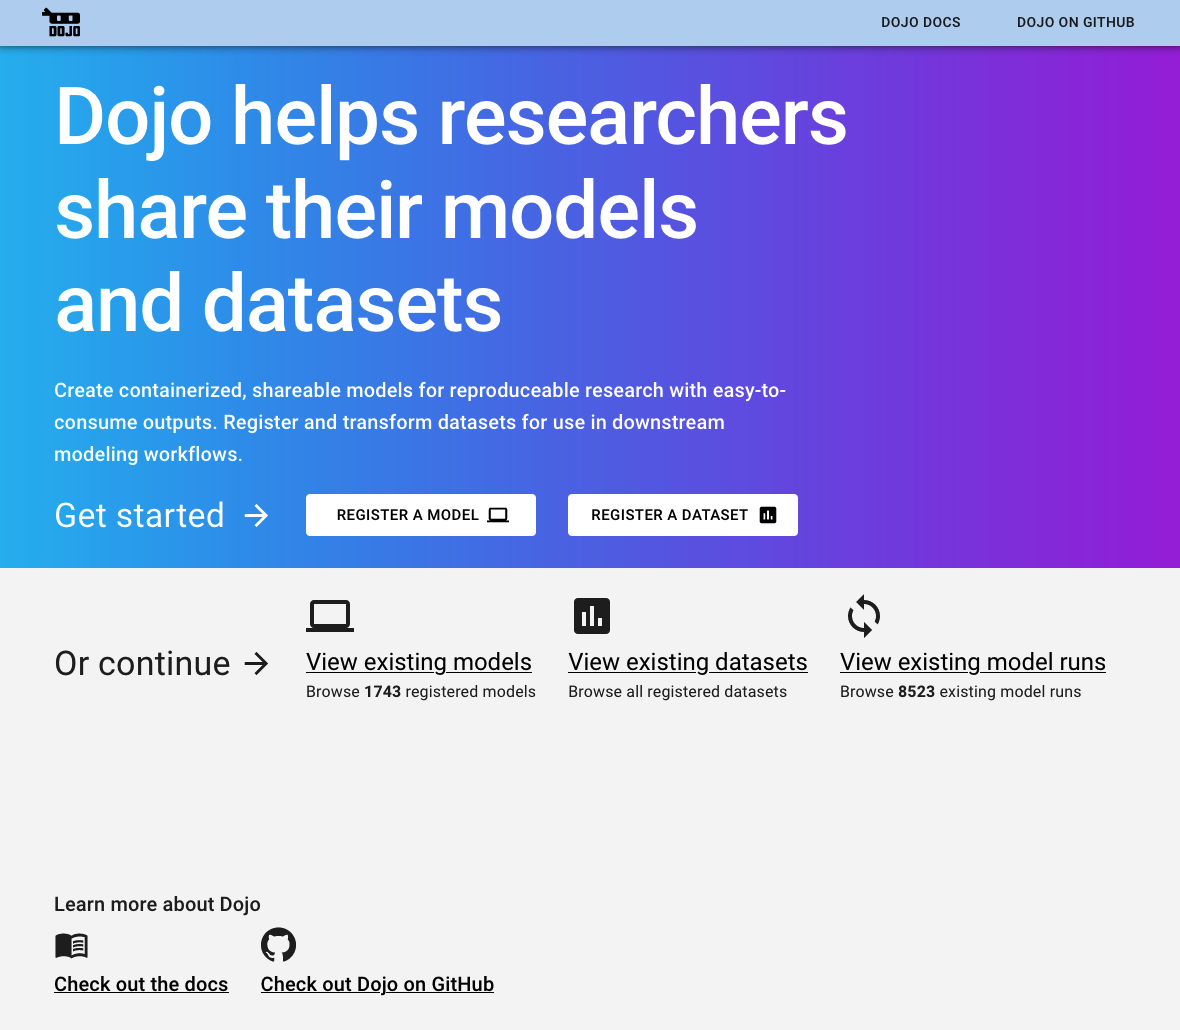 DOJO
DOJO DOCS
DOJO ON GITHUB
Dojo helps researchers
share their models
and datasets
Create containerized, shareable models for reproduceable research with easy-to-
consume outputs. Register and transform datasets for use in downstream
modeling workflows.
Get started
REGISTER A MODEL
REGISTER A DATASET
Or continue
View existing models
Browse 1743 registered models
View existing datasets
Browse all registered datasets
View existing model runs
Browse 8523 existing model runs
Learn more about Dojo
Check out the docs
Check out Dojo on GitHub